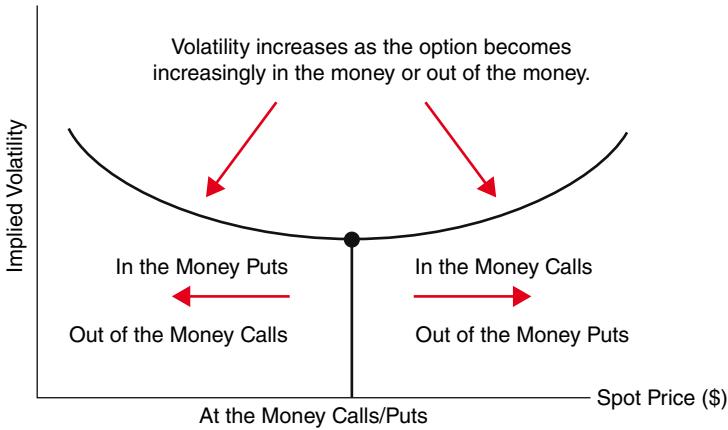 Volatility increases as the option becomes
increasingly in the money or out of the money.
Implied Volatility
In the Money Puts
In the Money Calls
Out of the Money Calls
Out of the Money Puts
Spot Price ($)
At the Money Calls/Puts